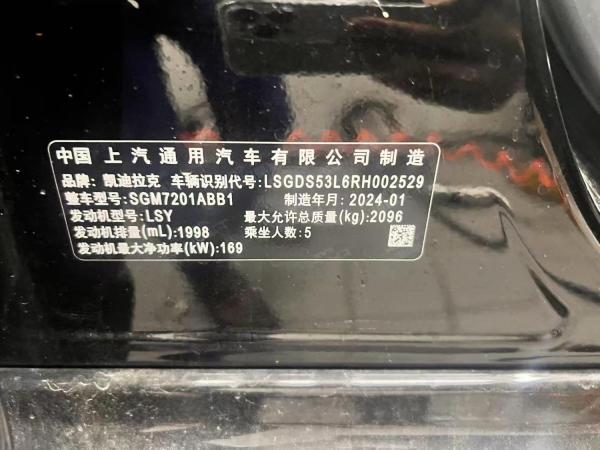 中国 上汽通用汽车有限公司制造
品牌: 凯迪拉克 车辆识别代号:LSGDS53L6RH002529
整车型号:SGM7201ABB1 制造年月:2024-01
发动机型号:LSY 最大允许总质量(kg):2096
发动机排量(mL):1998 乘坐人数:5
发动机最大净功率(kW):169